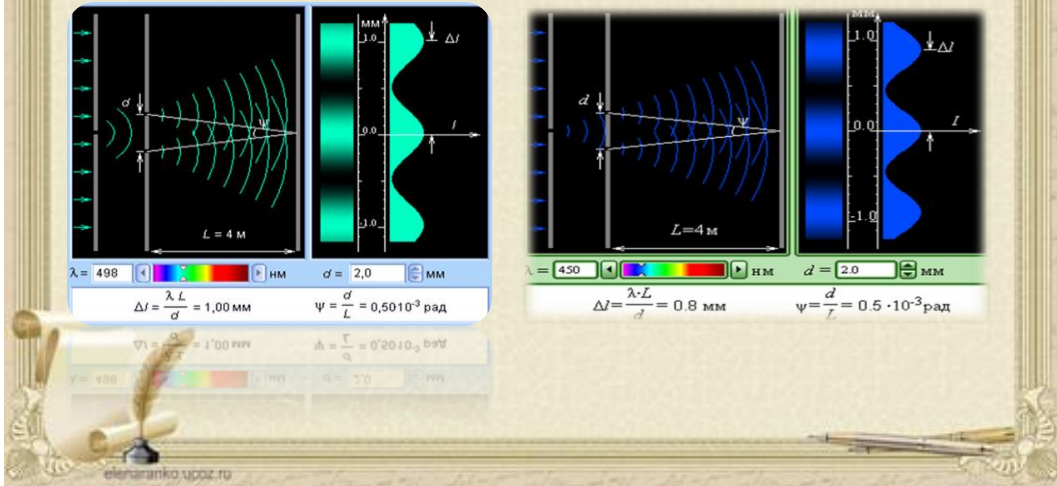 мм
1.0
Δl
d
Ψ
0.0
l
-1.0
L = 4 м
λ = 498 нм
d = 2,0 мм
Δl = λ L / d = 1,00 мм
Ψ = d / L = 0,50·10⁻³ рад
мм
1.0
Δl
d
Ψ
0.0
I
-1.0
L=4 м
λ = 450 нм
d = 2.0 мм
Δl = λ·L / d = 0.8 мм
ψ = d / L = 0.5 ·10⁻³ рад
elenaranko.ucoz.ru